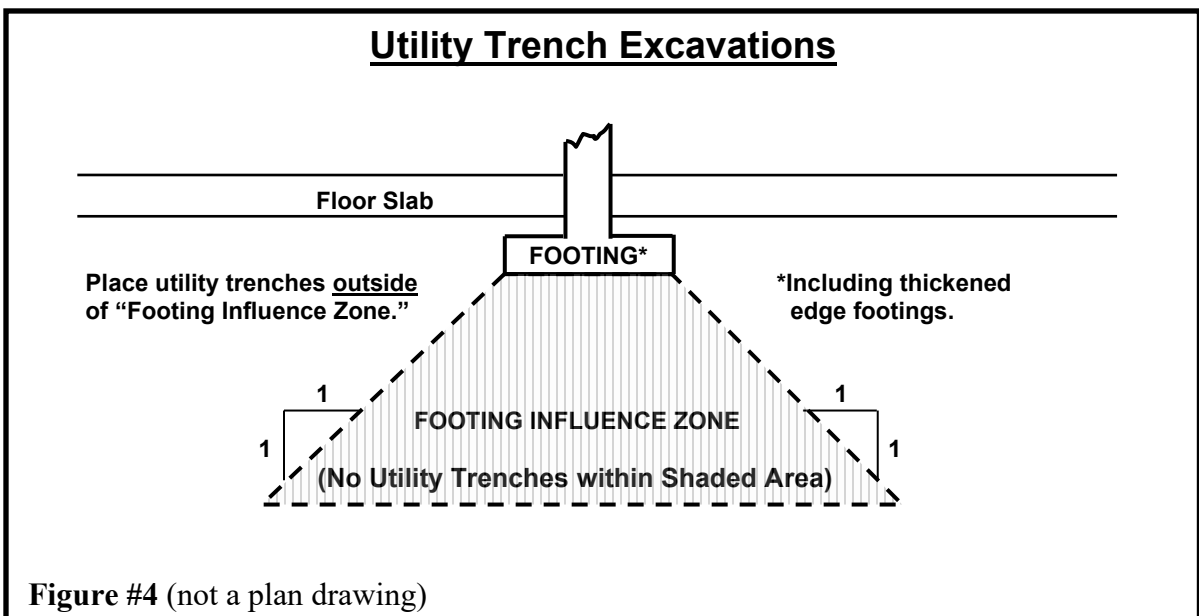 Utility Trench Excavations
Floor Slab
FOOTING*
Place utility trenches outside
of “Footing Influence Zone.”
*Including thickened
edge footings.
1
1
1
1
FOOTING INFLUENCE ZONE
(No Utility Trenches within Shaded Area)
Figure #4 (not a plan drawing)